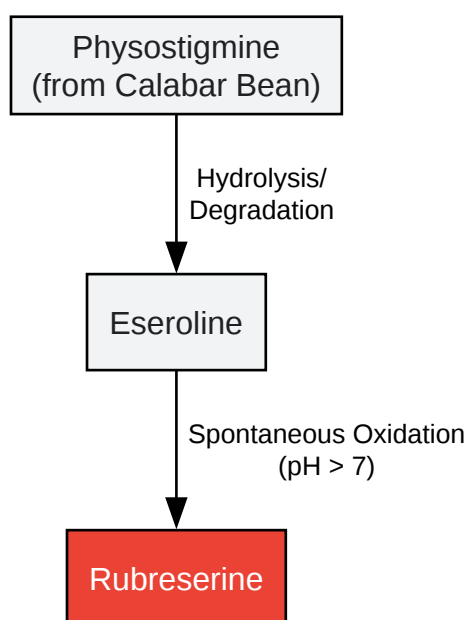 Physostigmine
(from Calabar Bean)
Hydrolysis/
Degradation
Eseroline
Spontaneous Oxidation
(pH > 7)
Rubreserine